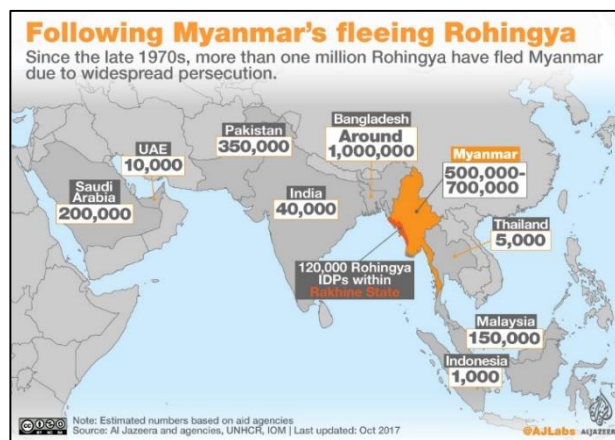 Following Myanmar's fleeing Rohingya
Since the late 1970s, more than one million Rohingya have fled Myanmar
due to widespread persecution.
Bangladesh
Around
1,000,000
Pakistan
350,000
Myanmar
500,000-
700,000
UAE
10,000
Saudi
Arabia
200,000
India
40,000
Thailand
5,000
120,000 Rohingya
IDPs within
Rakhine State
Malaysia
150,000
Indonesia
1,000
Note: Estimated numbers based on aid agencies
Source: Al Jazeera and agencies, UNHCR, IOM | Last updated: Oct 2017
@AJLabs
ALJAZEERA